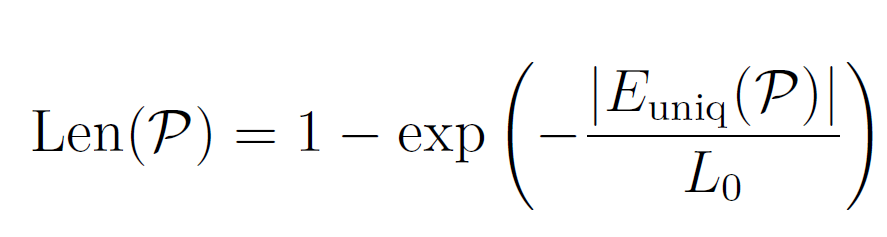 Len(𝒫) = 1 − exp(−|E_uniq(𝒫)|/L_0)